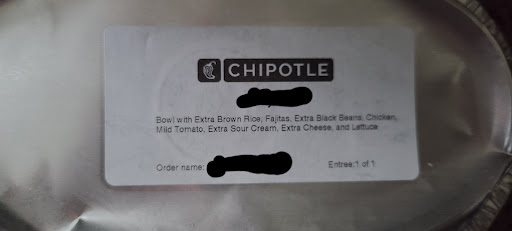 CHIPOTLE
Bowl with Extra Brown Rice, Fajitas, Extra Black Beans, Chicken,
Mild Tomato, Extra Sour Cream, Extra Cheese, and Lettuce
Order name:
Entree:1 of 1